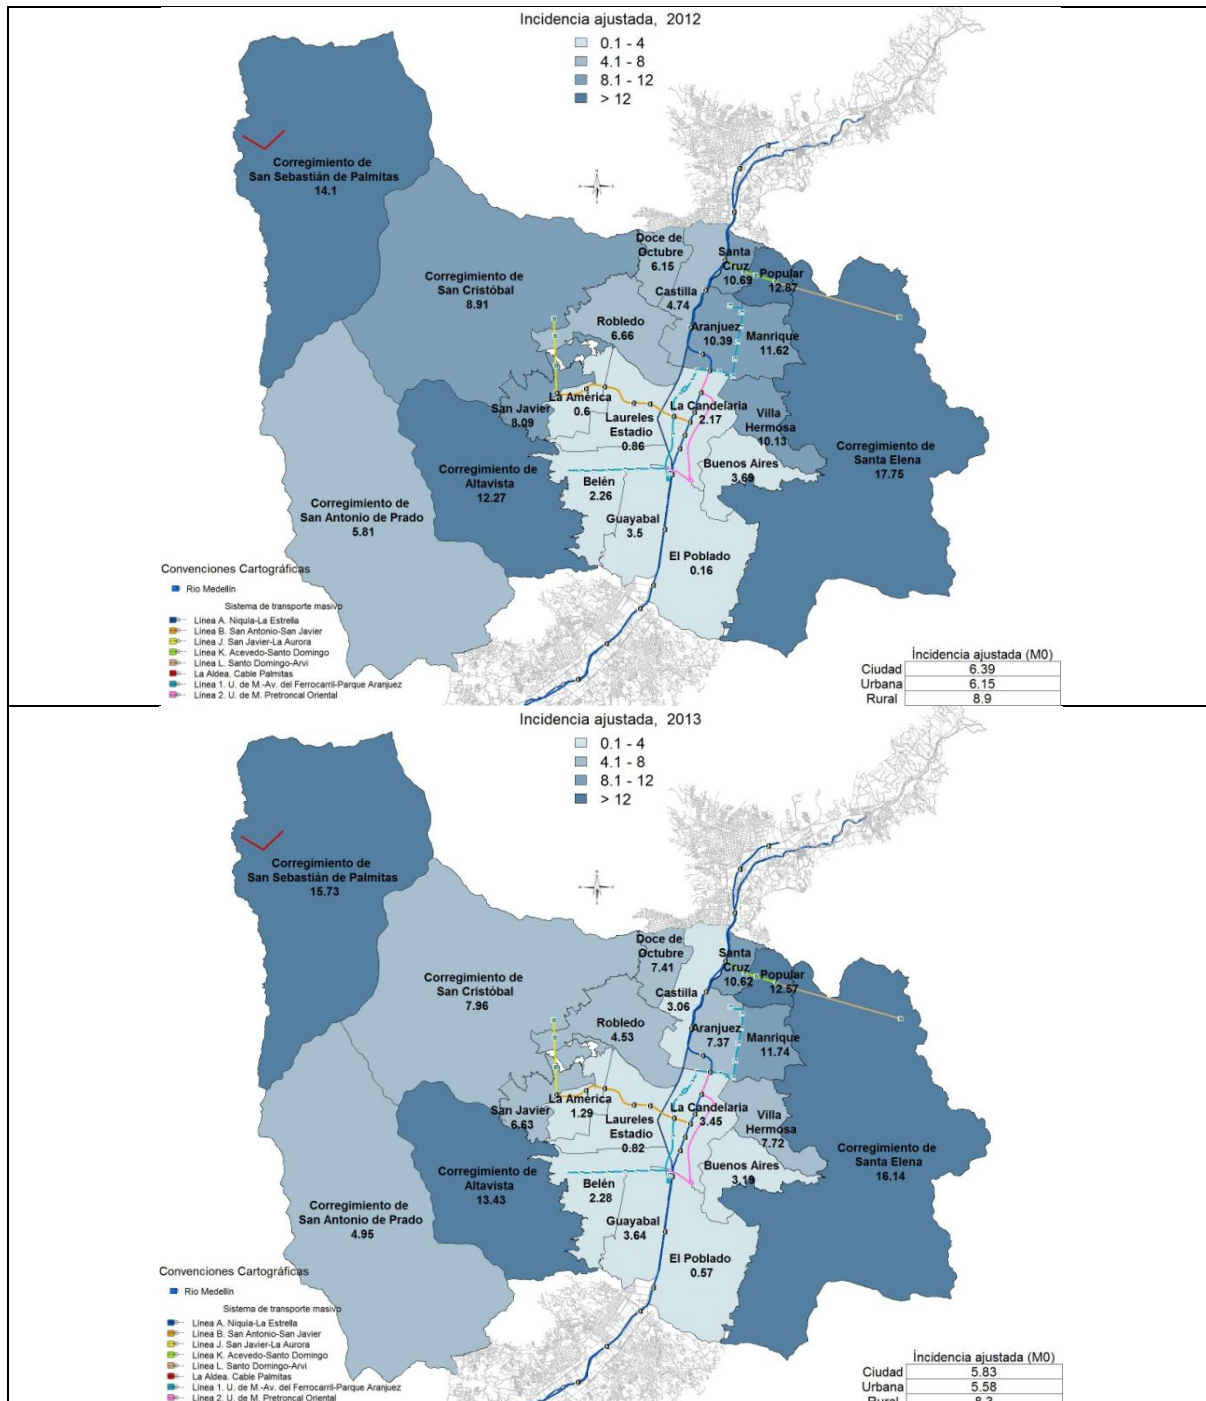 Incidencia ajustada, 2012
0.1 - 4
4.1 - 8
8.1 - 12
> 12
Corregimiento de
San Sebastián de Palmitas
14.1
Corregimiento de
San Cristóbal
8.91
Doce de
Octubre
6.15
Santa
Cruz
10.69
Popular
12.87
Castilla
4.74
Robledo
6.66
Aranjuez
10.39
Manrique
11.62
La América
0.6
San Javier
8.09
Laureles
Estadio
0.86
La Candelaria
2.17
Villa
Hermosa
10.13
Corregimiento de
Santa Elena
17.75
Corregimiento de
Altavista
12.27
Buenos Aires
3.69
Belén
2.26
Corregimiento de
San Antonio de Prado
5.81
Guayabal
3.5
El Poblado
0.16
Convenciones Cartográficas
Rio Medellín
Sistema de transporte masivo
Línea A. Niquía-La Estrella
Línea B. San Antonio-San Javier
Línea J. San Javier-La Aurora
Línea K. Acevedo-Santo Domingo
Línea L. Santo Domingo-Arvi
La Aldea. Cable Palmitas
Línea 1. U. de M.-Av. del Ferrocarril-Parque Aranjuez
Línea 2. U. de M. Pretroncal Oriental
Incidencia ajustada (M0)
Ciudad 6.39
Urbana 6.15
Rural 8.9
Incidencia ajustada, 2013
0.1 - 4
4.1 - 8
8.1 - 12
> 12
Corregimiento de
San Sebastián de Palmitas
15.73
Corregimiento de
San Cristóbal
7.96
Doce de
Octubre
7.41
Santa
Cruz
10.62
Popular
12.57
Castilla
3.06
Robledo
4.53
Aranjuez
7.37
Manrique
11.74
La América
1.29
San Javier
6.63
Laureles
Estadio
0.82
La Candelaria
3.45
Villa
Hermosa
7.72
Corregimiento de
Santa Elena
16.14
Corregimiento de
Altavista
13.43
Buenos Aires
3.19
Belén
2.28
Corregimiento de
San Antonio de Prado
4.95
Guayabal
3.64
El Poblado
0.57
Convenciones Cartográficas
Rio Medellín
Sistema de transporte masivo
Línea A. Niquía-La Estrella
Línea B. San Antonio-San Javier
Línea J. San Javier-La Aurora
Línea K. Acevedo-Santo Domingo
Línea L. Santo Domingo-Arvi
La Aldea. Cable Palmitas
Línea 1. U. de M.-Av. del Ferrocarril-Parque Aranjuez
Línea 2. U. de M. Pretroncal Oriental
Incidencia ajustada (M0)
Ciudad 5.83
Urbana 5.58
Rural 8.3